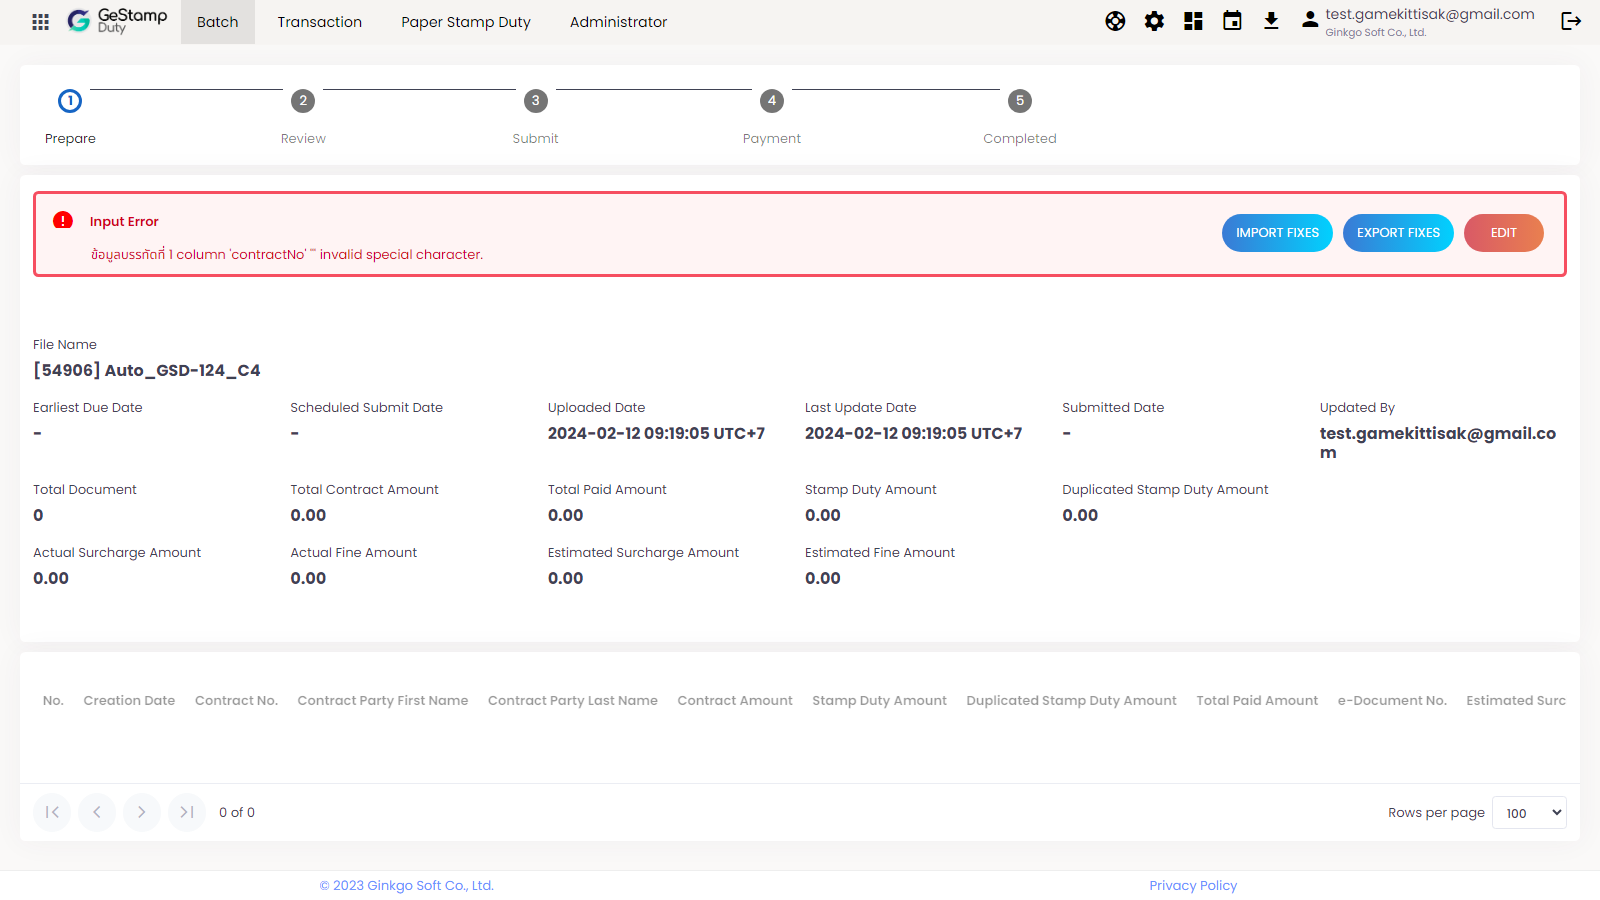 GeStamp
Duty
Batch
Transaction
Paper Stamp Duty
Administrator
test.gamekittisak@gmail.com
Ginkgo Soft Co., Ltd.
1
2
3
4
5
Prepare
Review
Submit
Payment
Completed
Input Error
ข้อมูลบรรทัดที่ 1 column 'contractNo' '"' invalid special character.
IMPORT FIXES
EXPORT FIXES
EDIT
File Name
[54906] Auto_GSD-124_C4
Earliest Due Date
Scheduled Submit Date
Uploaded Date
Last Update Date
Submitted Date
Updated By
-
-
2024-02-12 09:19:05 UTC+7
2024-02-12 09:19:05 UTC+7
-
test.gamekittisak@gmail.co
m
Total Document
Total Contract Amount
Total Paid Amount
Stamp Duty Amount
Duplicated Stamp Duty Amount
0
0.00
0.00
0.00
0.00
Actual Surcharge Amount
Actual Fine Amount
Estimated Surcharge Amount
Estimated Fine Amount
0.00
0.00
0.00
0.00
No.
Creation Date
Contract No.
Contract Party First Name
Contract Party Last Name
Contract Amount
Stamp Duty Amount
Duplicated Stamp Duty Amount
Total Paid Amount
e-Document No.
Estimated Surc
0 of 0
Rows per page
100
© 2023 Ginkgo Soft Co., Ltd.
Privacy Policy